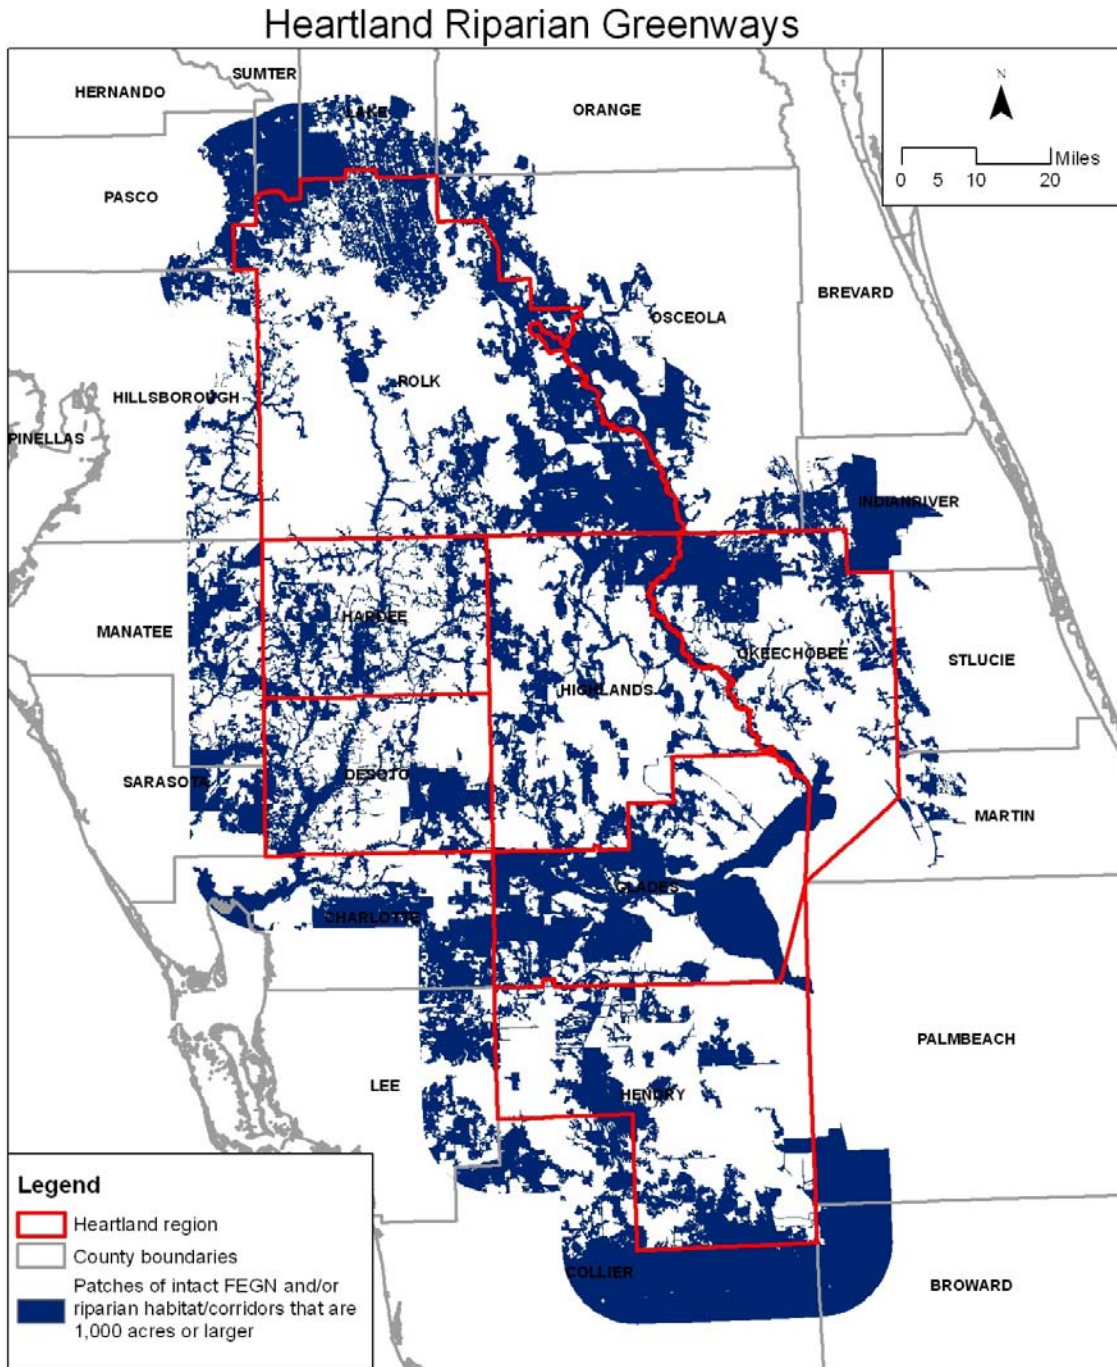 Heartland Riparian Greenways
SUMTER
HERNANDO
LAKE
ORANGE
N
Miles
0 5 10 20
PASCO
BREVARD
OSCEOLA
POLK
HILLSBOROUGH
PINELLAS
INDIANRIVER
HARDEE
MANATEE
OKEECHOBEE
STLUCIE
HIGHLANDS
DESOTO
SARASOTA
MARTIN
GLADES
CHARLOTTE
PALMBEACH
LEE
HENDRY
COLLIER
BROWARD
Legend
Heartland region
County boundaries
Patches of intact FEGN and/or
riparian habitat/corridors that are
1,000 acres or larger